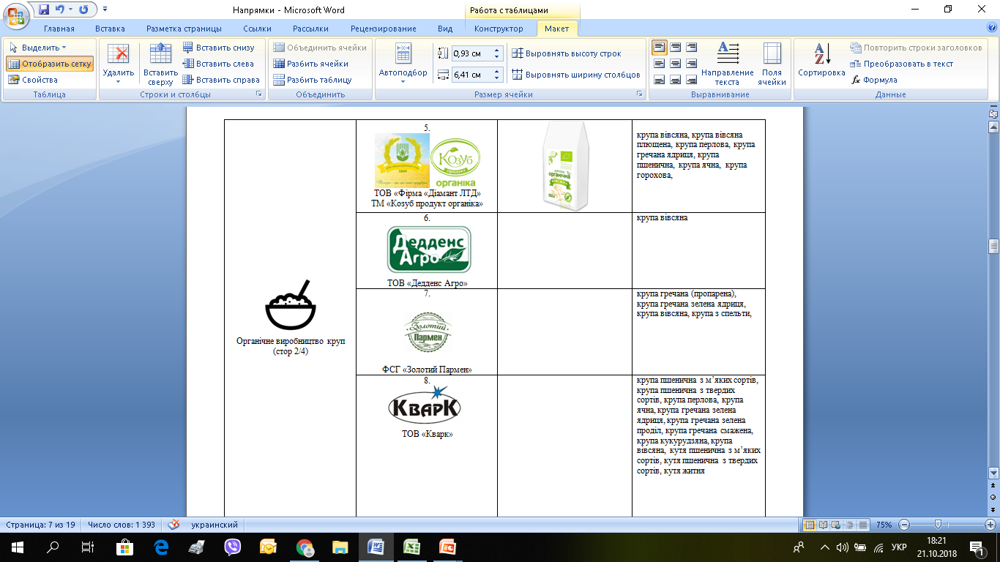 Напрямки - Microsoft Word
Работа с таблицами
Главная
Вставка
Разметка страницы
Ссылки
Рассылки
Рецензирование
Вид
Конструктор
Макет
Выделить
Отобразить сетку
Свойства
Таблица
Удалить
Вставить сверху
Вставить снизу
Вставить слева
Вставить справа
Строки и столбцы
Объединить ячейки
Разбить ячейки
Разбить таблицу
Объединить
Автоподбор
0,93 см
6,41 см
Выровнять высоту строк
Выровнять ширину столбцов
Размер ячейки
Направление текста
Поля ячейки
Выравнивание
Сортировка
Повторить строки заголовков
Преобразовать в текст
Формула
Данные
Органічне виробництво круп
(стор 2/4)
5.
Козуб
продукт
органіка
ТОВ «Фірма «Діамант ЛТД»
ТМ «Козуб продукт органіка»
органічна
крупа вівсяна, крупа вівсяна
плющена, крупа перлова, крупа
гречана ядриця, крупа
пшенична, крупа ячна, крупа
горохова,
6.
Дедденс
Агро
ТОВ «Дедденс Агро»
крупа вівсяна
7.
Золотий
Пармен
ФСГ «Золотий Пармен»
крупа гречана (пропарена),
крупа гречана зелена ядриця,
крупа вівсяна, крупа з спельти,
8.
Кварк
ТОВ «Кварк»
крупа пшенична з м’яких сортів,
крупа пшенична з твердих
сортів, крупа перлова, крупа
ячна, крупа гречана зелена
ядриця, крупа гречана зелена
проділ, крупа гречана смажена,
крупа кукурудзяна, крупа
вівсяна, кутя пшенична з м’яких
сортів, кутя пшенична з твердих
сортів, кутя житня
Страница: 7 из 19
Число слов: 1 393
украинский
75%
УКР
18:21
21.10.2018
1